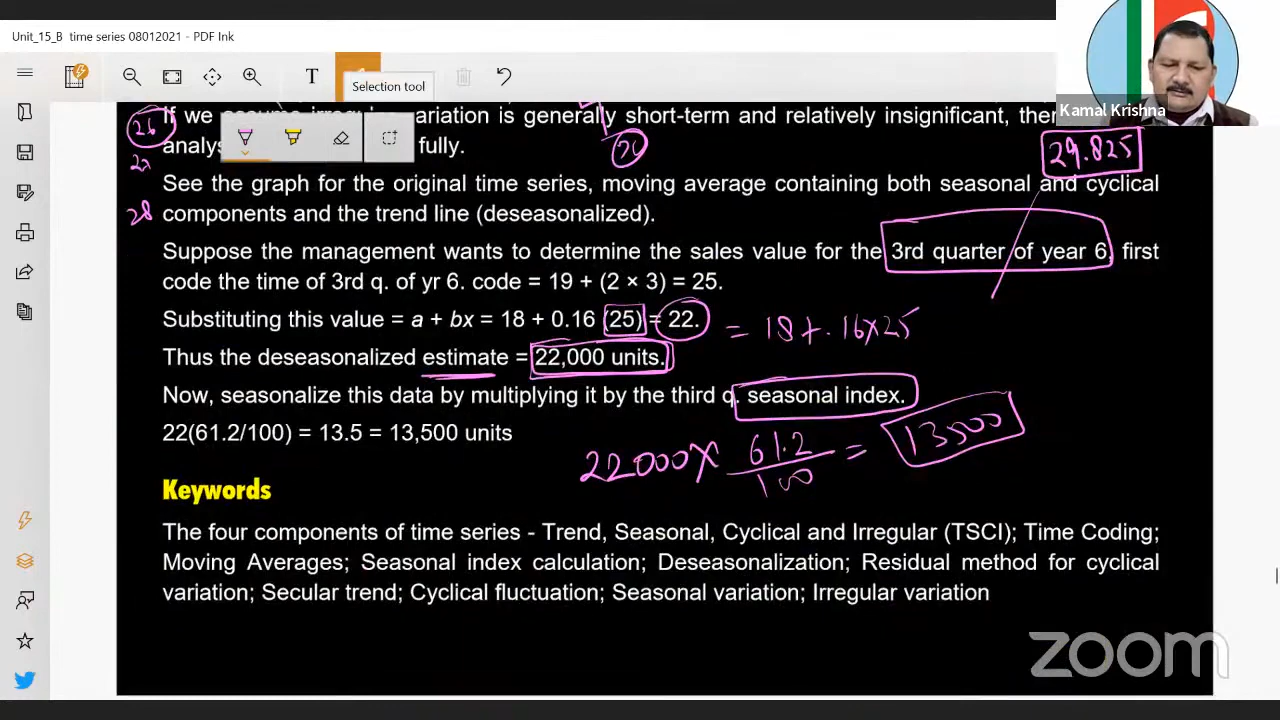 Unit_15_B time series 08012021 - PDF Ink
T
Selection tool
Kamal Krishna
If we assume irregular variation is generally short-term and relatively insignificant,
26
analys fully.
20
29.825
See the graph for the original time series, moving average containing both seasonal and cyclical
28 components and the trend line (deseasonalized).
Suppose the management wants to determine the sales value for the 3rd quarter of year 6, first
code the time of 3rd q. of yr 6. code = 19 + (2 × 3) = 25.
Substituting this value = a + bx = 18 + 0.16 (25) = 22.
= 18 + .16×25
Thus the deseasonalized estimate = 22,000 units.
Now, seasonalize this data by multiplying it by the third q. seasonal index.
22(61.2/100) = 13.5 = 13,500 units
22000 × 61.2 / 100 = 13500
Keywords
The four components of time series - Trend, Seasonal, Cyclical and Irregular (TSCI); Time Coding;
Moving Averages; Seasonal index calculation; Deseasonalization; Residual method for cyclical
variation; Secular trend; Cyclical fluctuation; Seasonal variation; Irregular variation
zoom